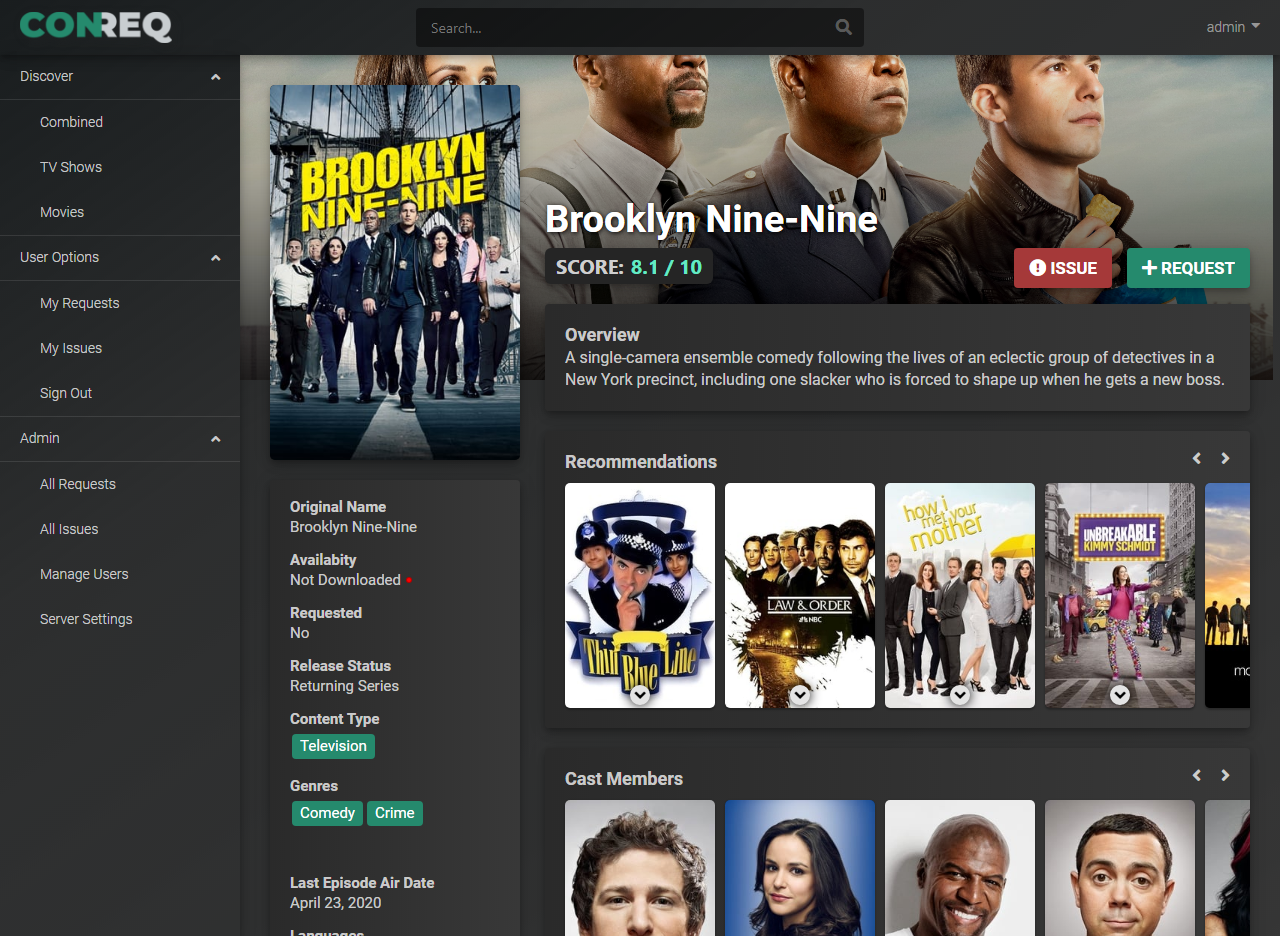 CONREQ
Search...
admin
Discover
Combined
TV Shows
Movies
User Options
My Requests
My Issues
Sign Out
Admin
All Requests
All Issues
Manage Users
Server Settings
BROOKLYN
NINE-NINE
Brooklyn Nine-Nine
SCORE: 8.1 / 10
ISSUE
REQUEST
Overview
A single-camera ensemble comedy following the lives of an eclectic group of detectives in a
New York precinct, including one slacker who is forced to shape up when he gets a new boss.
Original Name
Brooklyn Nine-Nine
Availabity
Not Downloaded
Requested
No
Release Status
Returning Series
Content Type
Television
Genres
Comedy Crime
Last Episode Air Date
April 23, 2020
Languages
Recommendations
Thin Blue Line
LAW & ORDER
NBC
how i
met your
mother
UNBREAKABLE
KIMMY SCHMIDT
Cast Members